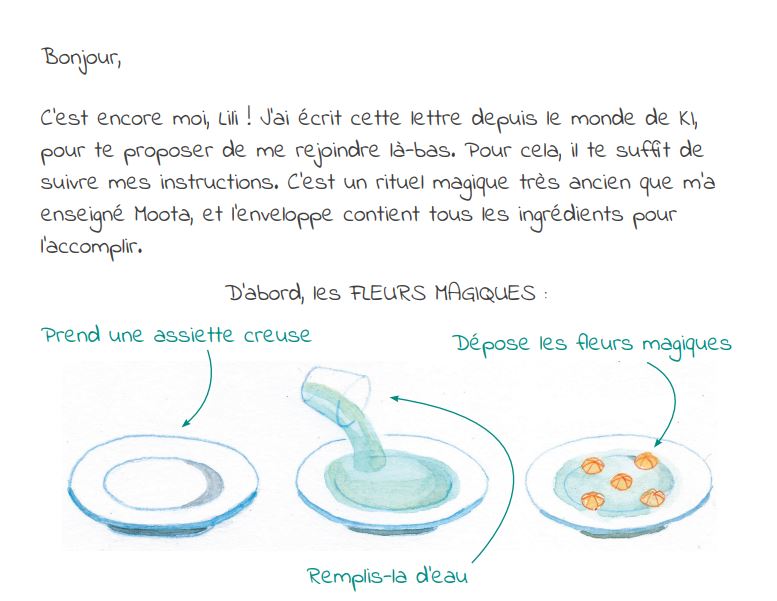 Bonjour,
C'est encore moi, Lili ! J'ai écrit cette lettre depuis le monde de KI,
pour te proposer de me rejoindre là-bas. Pour cela, il te suffit de
suivre mes instructions. C'est un rituel magique très ancien que m'a
enseigné Moota, et l'enveloppe contient tous les ingrédients pour
l'accomplir.
D'abord, les FLEURS MAGIQUES :
Prend une assiette creuse
Dépose les fleurs magiques
Remplis-la d'eau